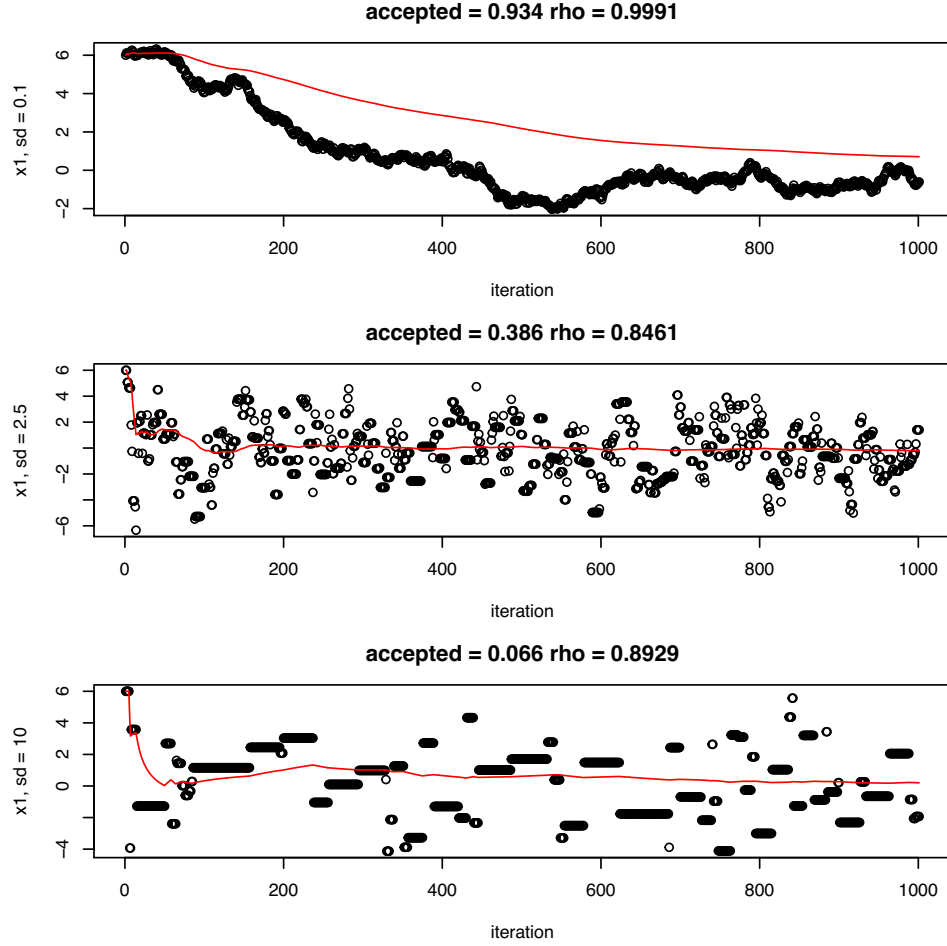 accepted = 0.934 rho = 0.9991
x1, sd = 0.1
6
4
2
0
−2
0 200 400 600 800 1000
iteration
accepted = 0.386 rho = 0.8461
x1, sd = 2.5
6
2
−2
−6
0 200 400 600 800 1000
iteration
accepted = 0.066 rho = 0.8929
x1, sd = 10
6
4
2
0
−4
0 200 400 600 800 1000
iteration